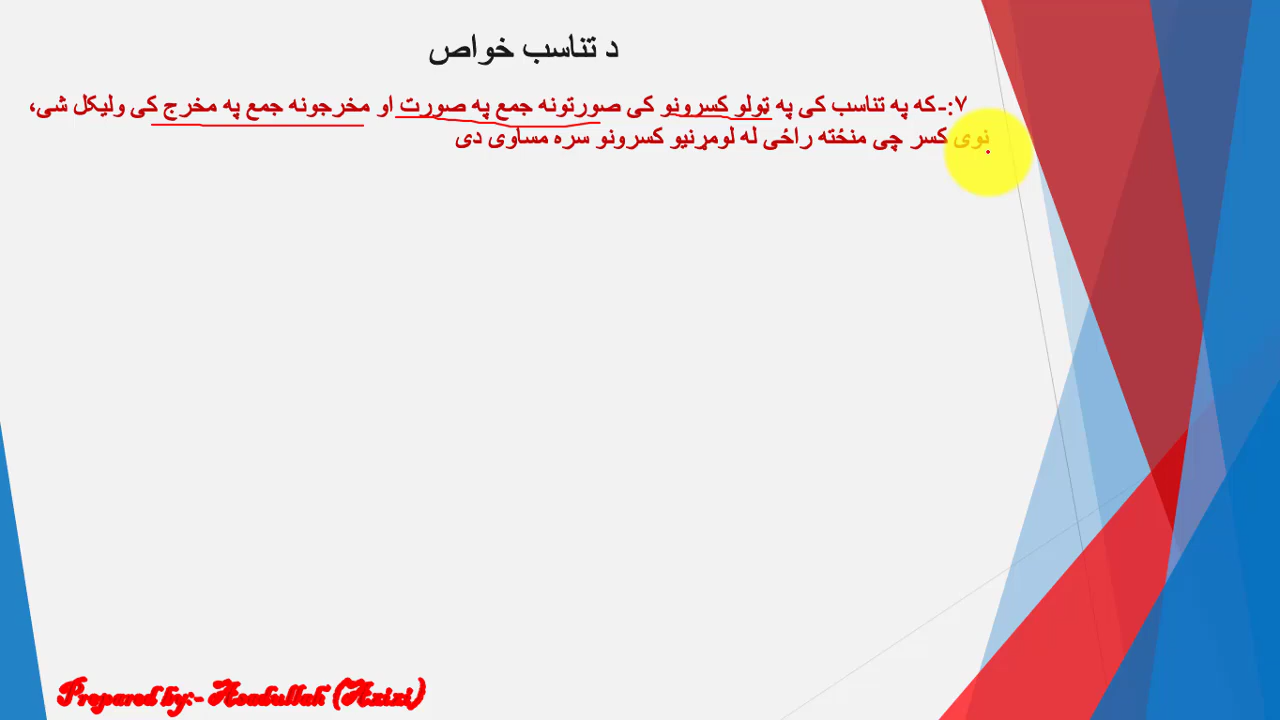 د تناسب خواص
۷:- که په تناسب کی په ټولو کسرونو کی صورتونه جمع په صورت او مخرجونه جمع په مخرج کی ولیکل شی،
نوی کسر چی منځته راځی له لومړنیو کسرونو سره مساوی دی
Prepared by:- Asadullah (Azizi)